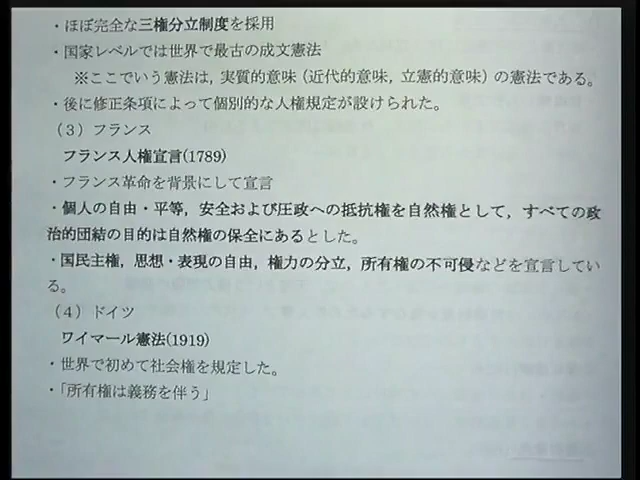 ・ほぼ完全な三権分立制度を採用
・国家レベルでは世界で最古の成文憲法
※ここでいう憲法は，実質的意味（近代的意味，立憲的意味）の憲法である。
・後に修正条項によって個別的な人権規定が設けられた。
（3）フランス
フランス人権宣言(1789)
・フランス革命を背景にして宣言
・個人の自由・平等，安全および圧政への抵抗権を自然権として，すべての政
治的団結の目的は自然権の保全にあるとした。
・国民主権，思想・表現の自由，権力の分立，所有権の不可侵などを宣言してい
る。
（4）ドイツ
ワイマール憲法(1919)
・世界で初めて社会権を規定した。
・「所有権は義務を伴う」